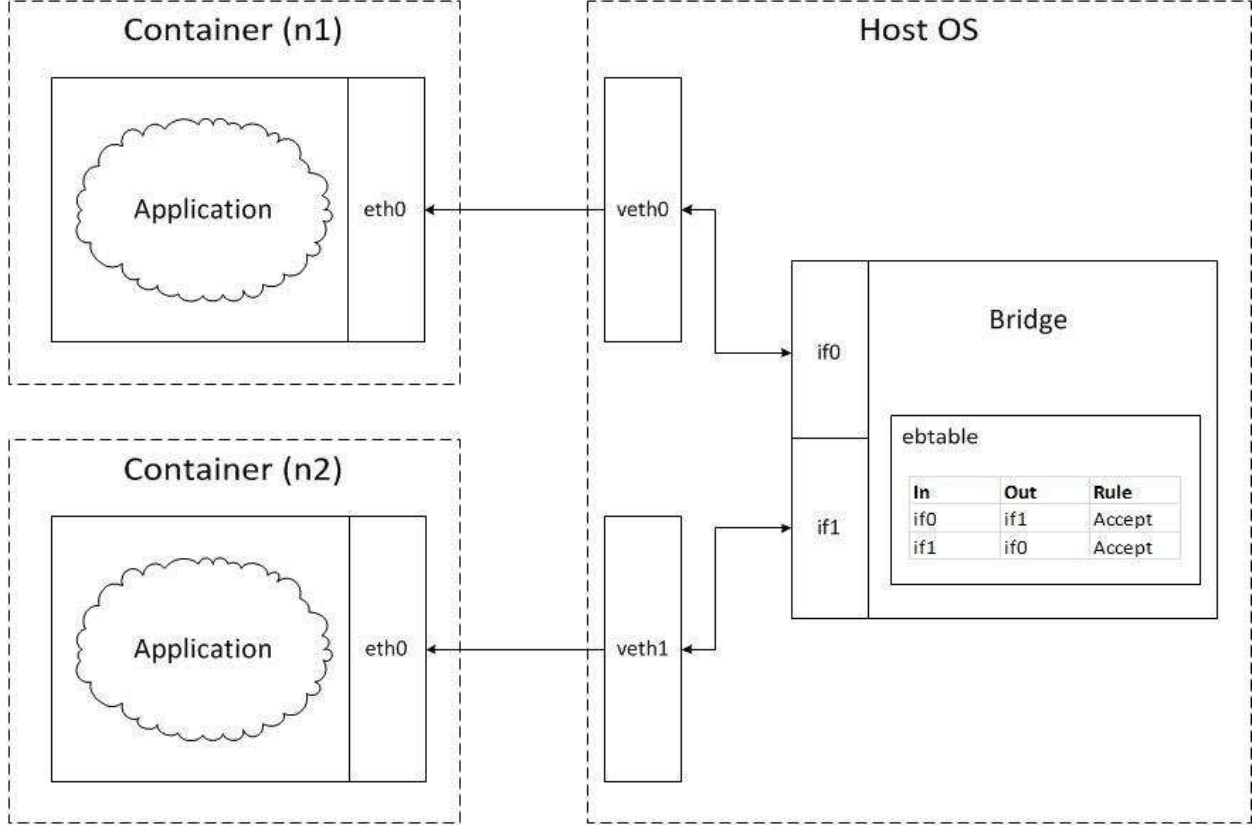 Container (n1)
Application
eth0
Container (n2)
Application
eth0
Host OS
veth0
veth1
if0
if1
Bridge
ebtable
In Out Rule
if0 if1 Accept
if1 if0 Accept